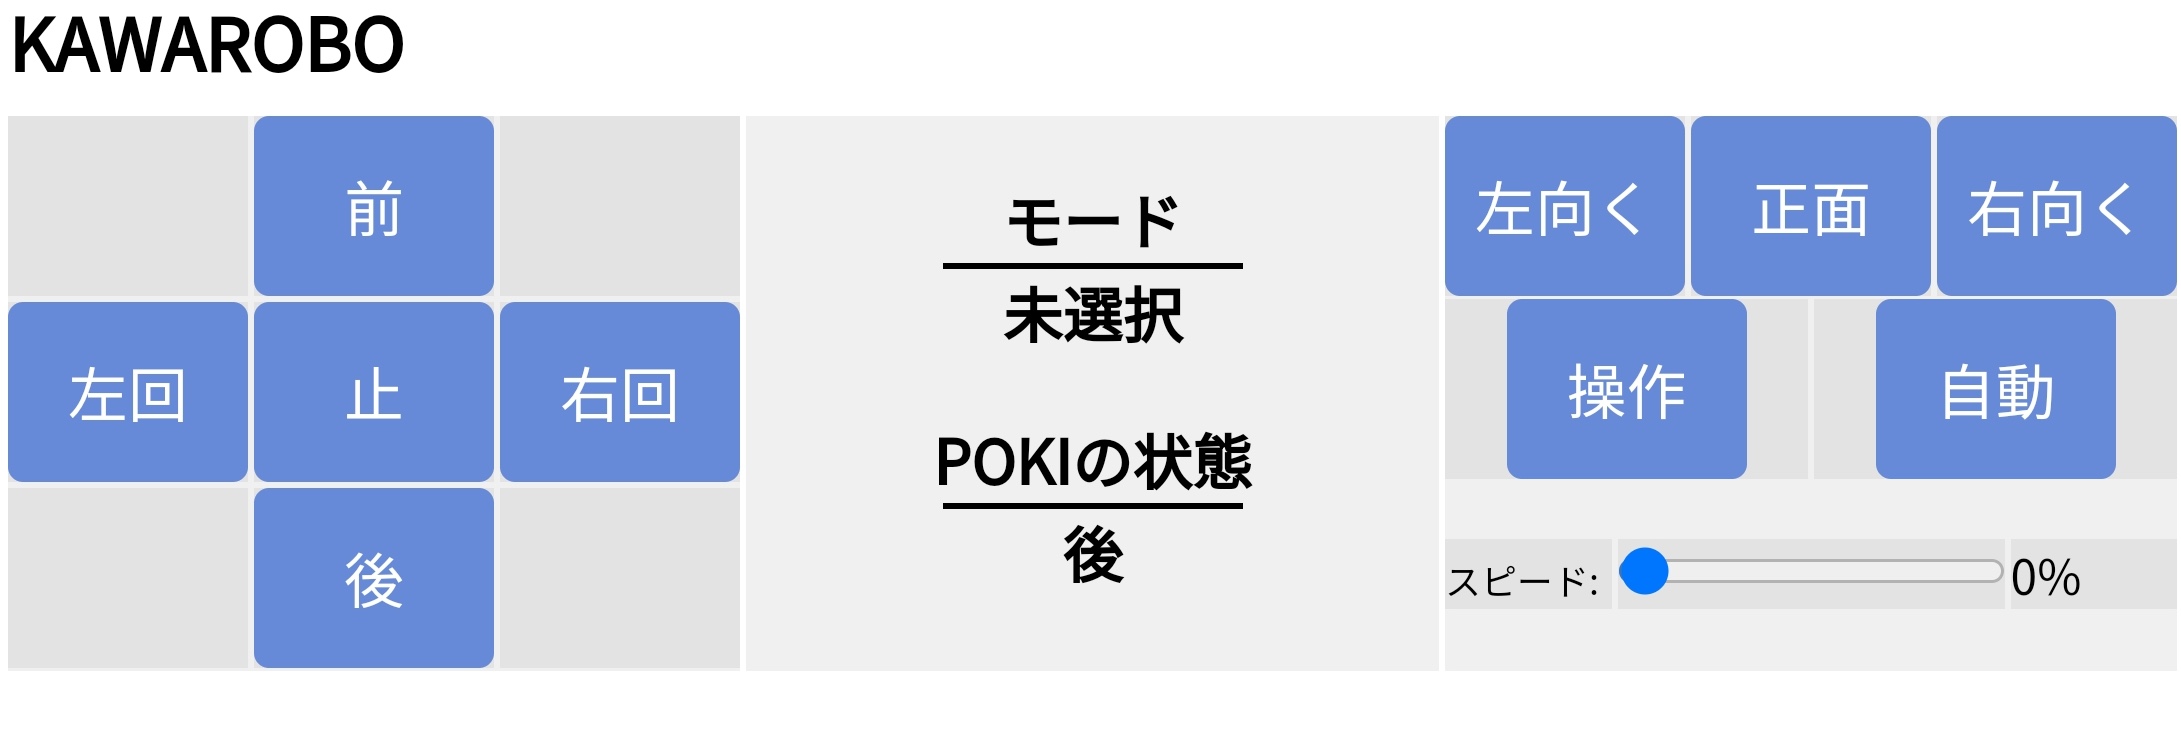 KAWAROBO
前
左回
止
右回
後
モード
未選択
POKIの状態
後
左向く
正面
右向く
操作
自動
スピード:
0%